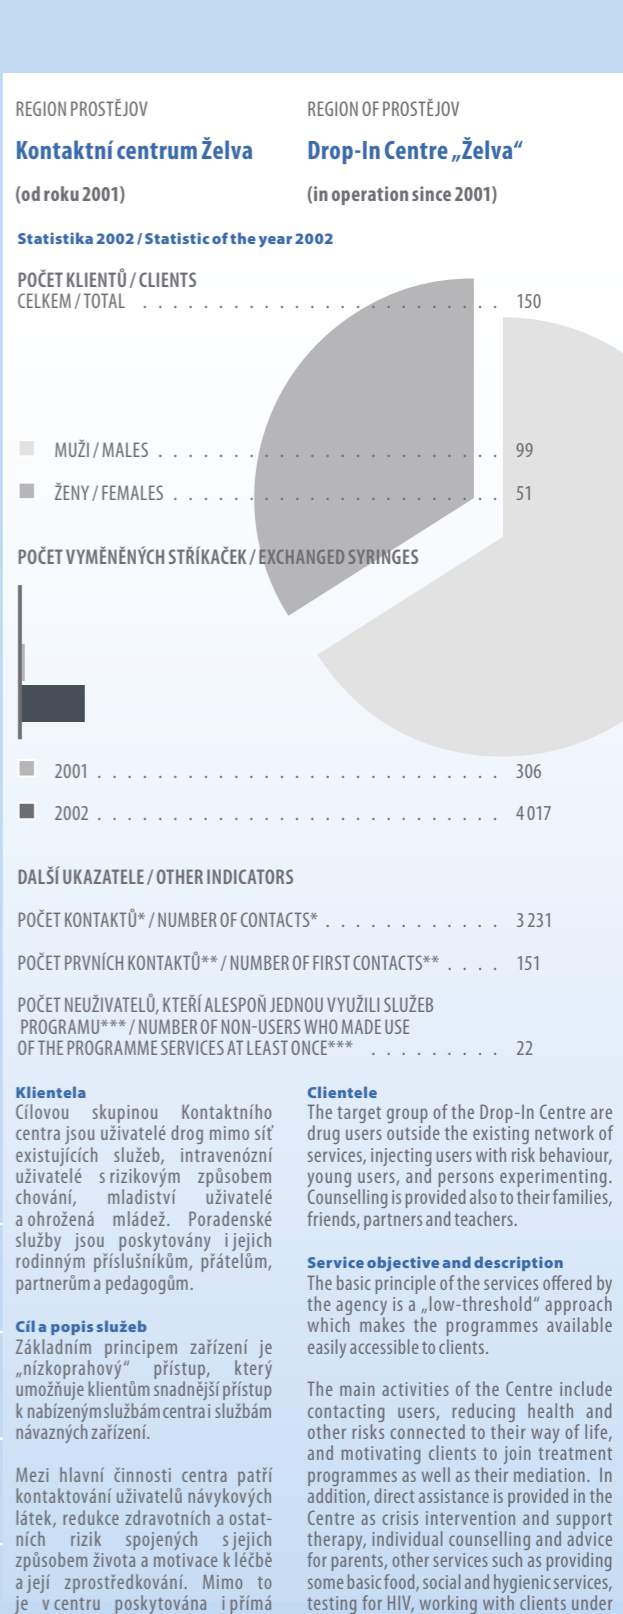 REGION PROSTĚJOV
Kontaktní centrum Želva
(od roku 2001)
REGION OF PROSTĚJOV
Drop-In Centre „Želva“
(in operation since 2001)
Statistika 2002 / Statistic of the year 2002
POČET KLIENTŮ / CLIENTS
CELKEM / TOTAL . . . . . . . . . . . . . . . . . . . . . . . . 150
MUŽI / MALES . . . . . . . . . . . . . . . . . . . . . . . 99
ŽENY / FEMALES . . . . . . . . . . . . . . . . . . . . . . 51
POČET VYMĚNĚNÝCH STŘÍKAČEK / EXCHANGED SYRINGES
2001 . . . . . . . . . . . . . . . . . . . . . . . . . . . 306
2002 . . . . . . . . . . . . . . . . . . . . . . . . . . . 4 017
DALŠÍ UKAZATELE / OTHER INDICATORS
POČET KONTAKTŮ* / NUMBER OF CONTACTS* . . . . . . . . . . . . 3 231
POČET PRVNÍCH KONTAKTŮ** / NUMBER OF FIRST CONTACTS** . . . . 151
POČET NEUŽIVATELŮ, KTEŘÍ ALESPOŇ JEDNOU VYUŽILI SLUŽEB
PROGRAMU*** / NUMBER OF NON-USERS WHO MADE USE
OF THE PROGRAMME SERVICES AT LEAST ONCE*** . . . . . . . . . 22
Klientela
Cílovou skupinou Kontaktního
centra jsou uživatelé drog mimo síť
existujících služeb, intravenózní
uživatelé s rizikovým způsobem
chování, mladiství uživatelé
a ohrožená mládež. Poradenské
služby jsou poskytovány i jejich
rodinným příslušníkům, přátelům,
partnerům a pedagogům.
Cíl a popis služeb
Základním principem zařízení je
„nízkoprahový“ přístup, který
umožňuje klientům snadnější přístup
k nabízeným službám centra i službám
návazných zařízení.
Mezi hlavní činnosti centra patří
kontaktování uživatelů návykových
látek, redukce zdravotních a ostat-
ních rizik spojených s jejich
způsobem života a motivace k léčbě
a její zprostředkování. Mimo to
je v centru poskytována i přímá
Clientele
The target group of the Drop-In Centre are
drug users outside the existing network of
services, injecting users with risk behaviour,
young users, and persons experimenting.
Counselling is provided also to their families,
friends, partners and teachers.
Service objective and description
The basic principle of the services offered by
the agency is a „low-threshold“ approach
which makes the programmes available
easily accessible to clients.
The main activities of the Centre include
contacting users, reducing health and
other risks connected to their way of life,
and motivating clients to join treatment
programmes as well as their mediation. In
addition, direct assistance is provided in the
Centre as crisis intervention and support
therapy, individual counselling and advice
for parents, other services such as providing
some basic food, social and hygienic services,
testing for HIV, working with clients under